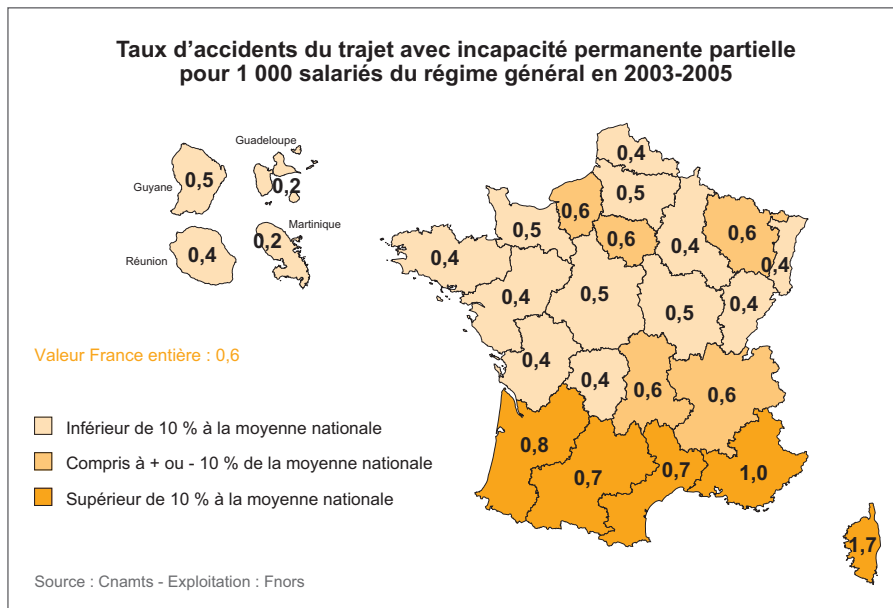 Taux d'accidents du trajet avec incapacité permanente partielle
pour 1 000 salariés du régime général en 2003-2005
Guadeloupe
Guyane
0,5
0,2
Martinique
Réunion
0,4
0,2
0,4
0,5
0,6
0,5
0,6
0,4
0,6
0,4
0,4
0,4
0,5
0,5
0,4
0,4
0,4
0,6
0,6
0,8
0,7
0,7
1,0
1,7
Valeur France entière : 0,6
Inférieur de 10 % à la moyenne nationale
Compris à + ou - 10 % de la moyenne nationale
Supérieur de 10 % à la moyenne nationale
Source : Cnamts - Exploitation : Fnors